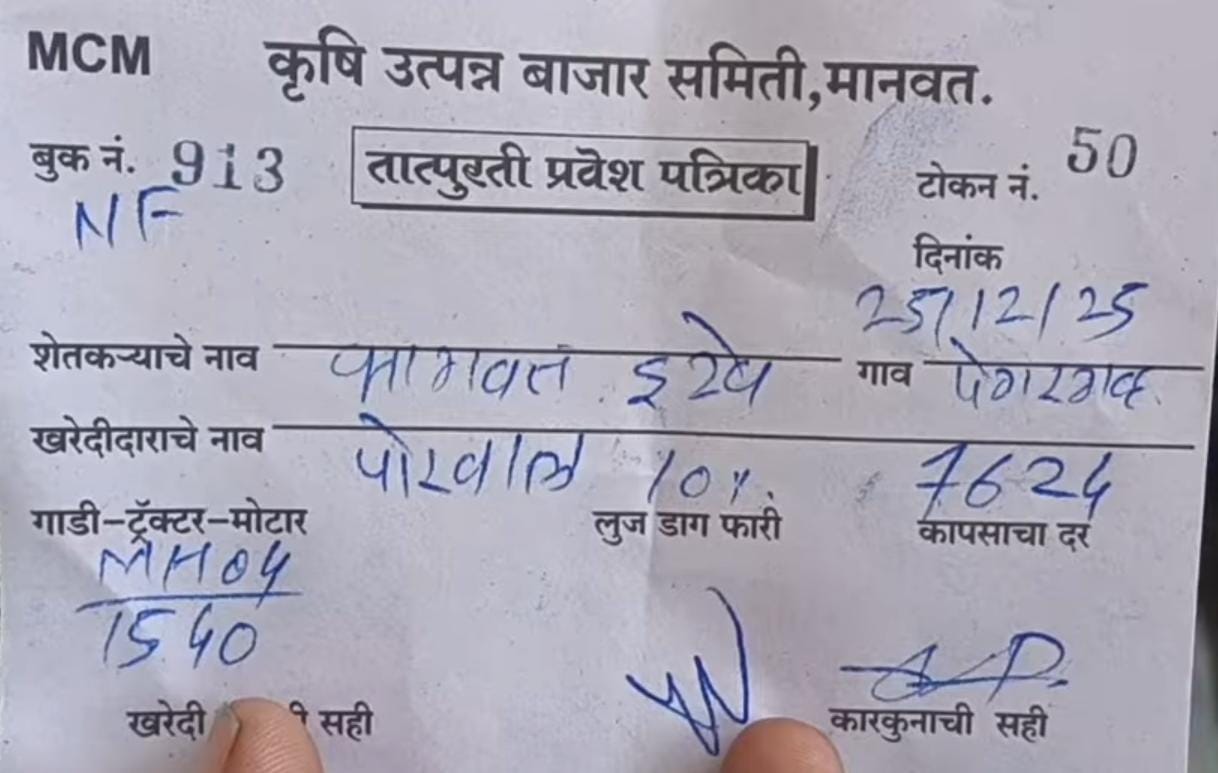 MCM कृषि उत्पन्न बाजार समिती,मानवत.
बुक नं. 913 तात्पुरती प्रवेश पत्रिका टोकन नं. 50
NF
दिनांक
25/12/25
शेतकऱ्याचे नाव भागवत गाव
खरेदीदाराचे नाव पोरवाल 10%. 7624
गाडी-ट्रॅक्टर-मोटार लुज डाग फारी कापसाचा दर
MH04
1540
खरेदी सही कारकुनाची सही